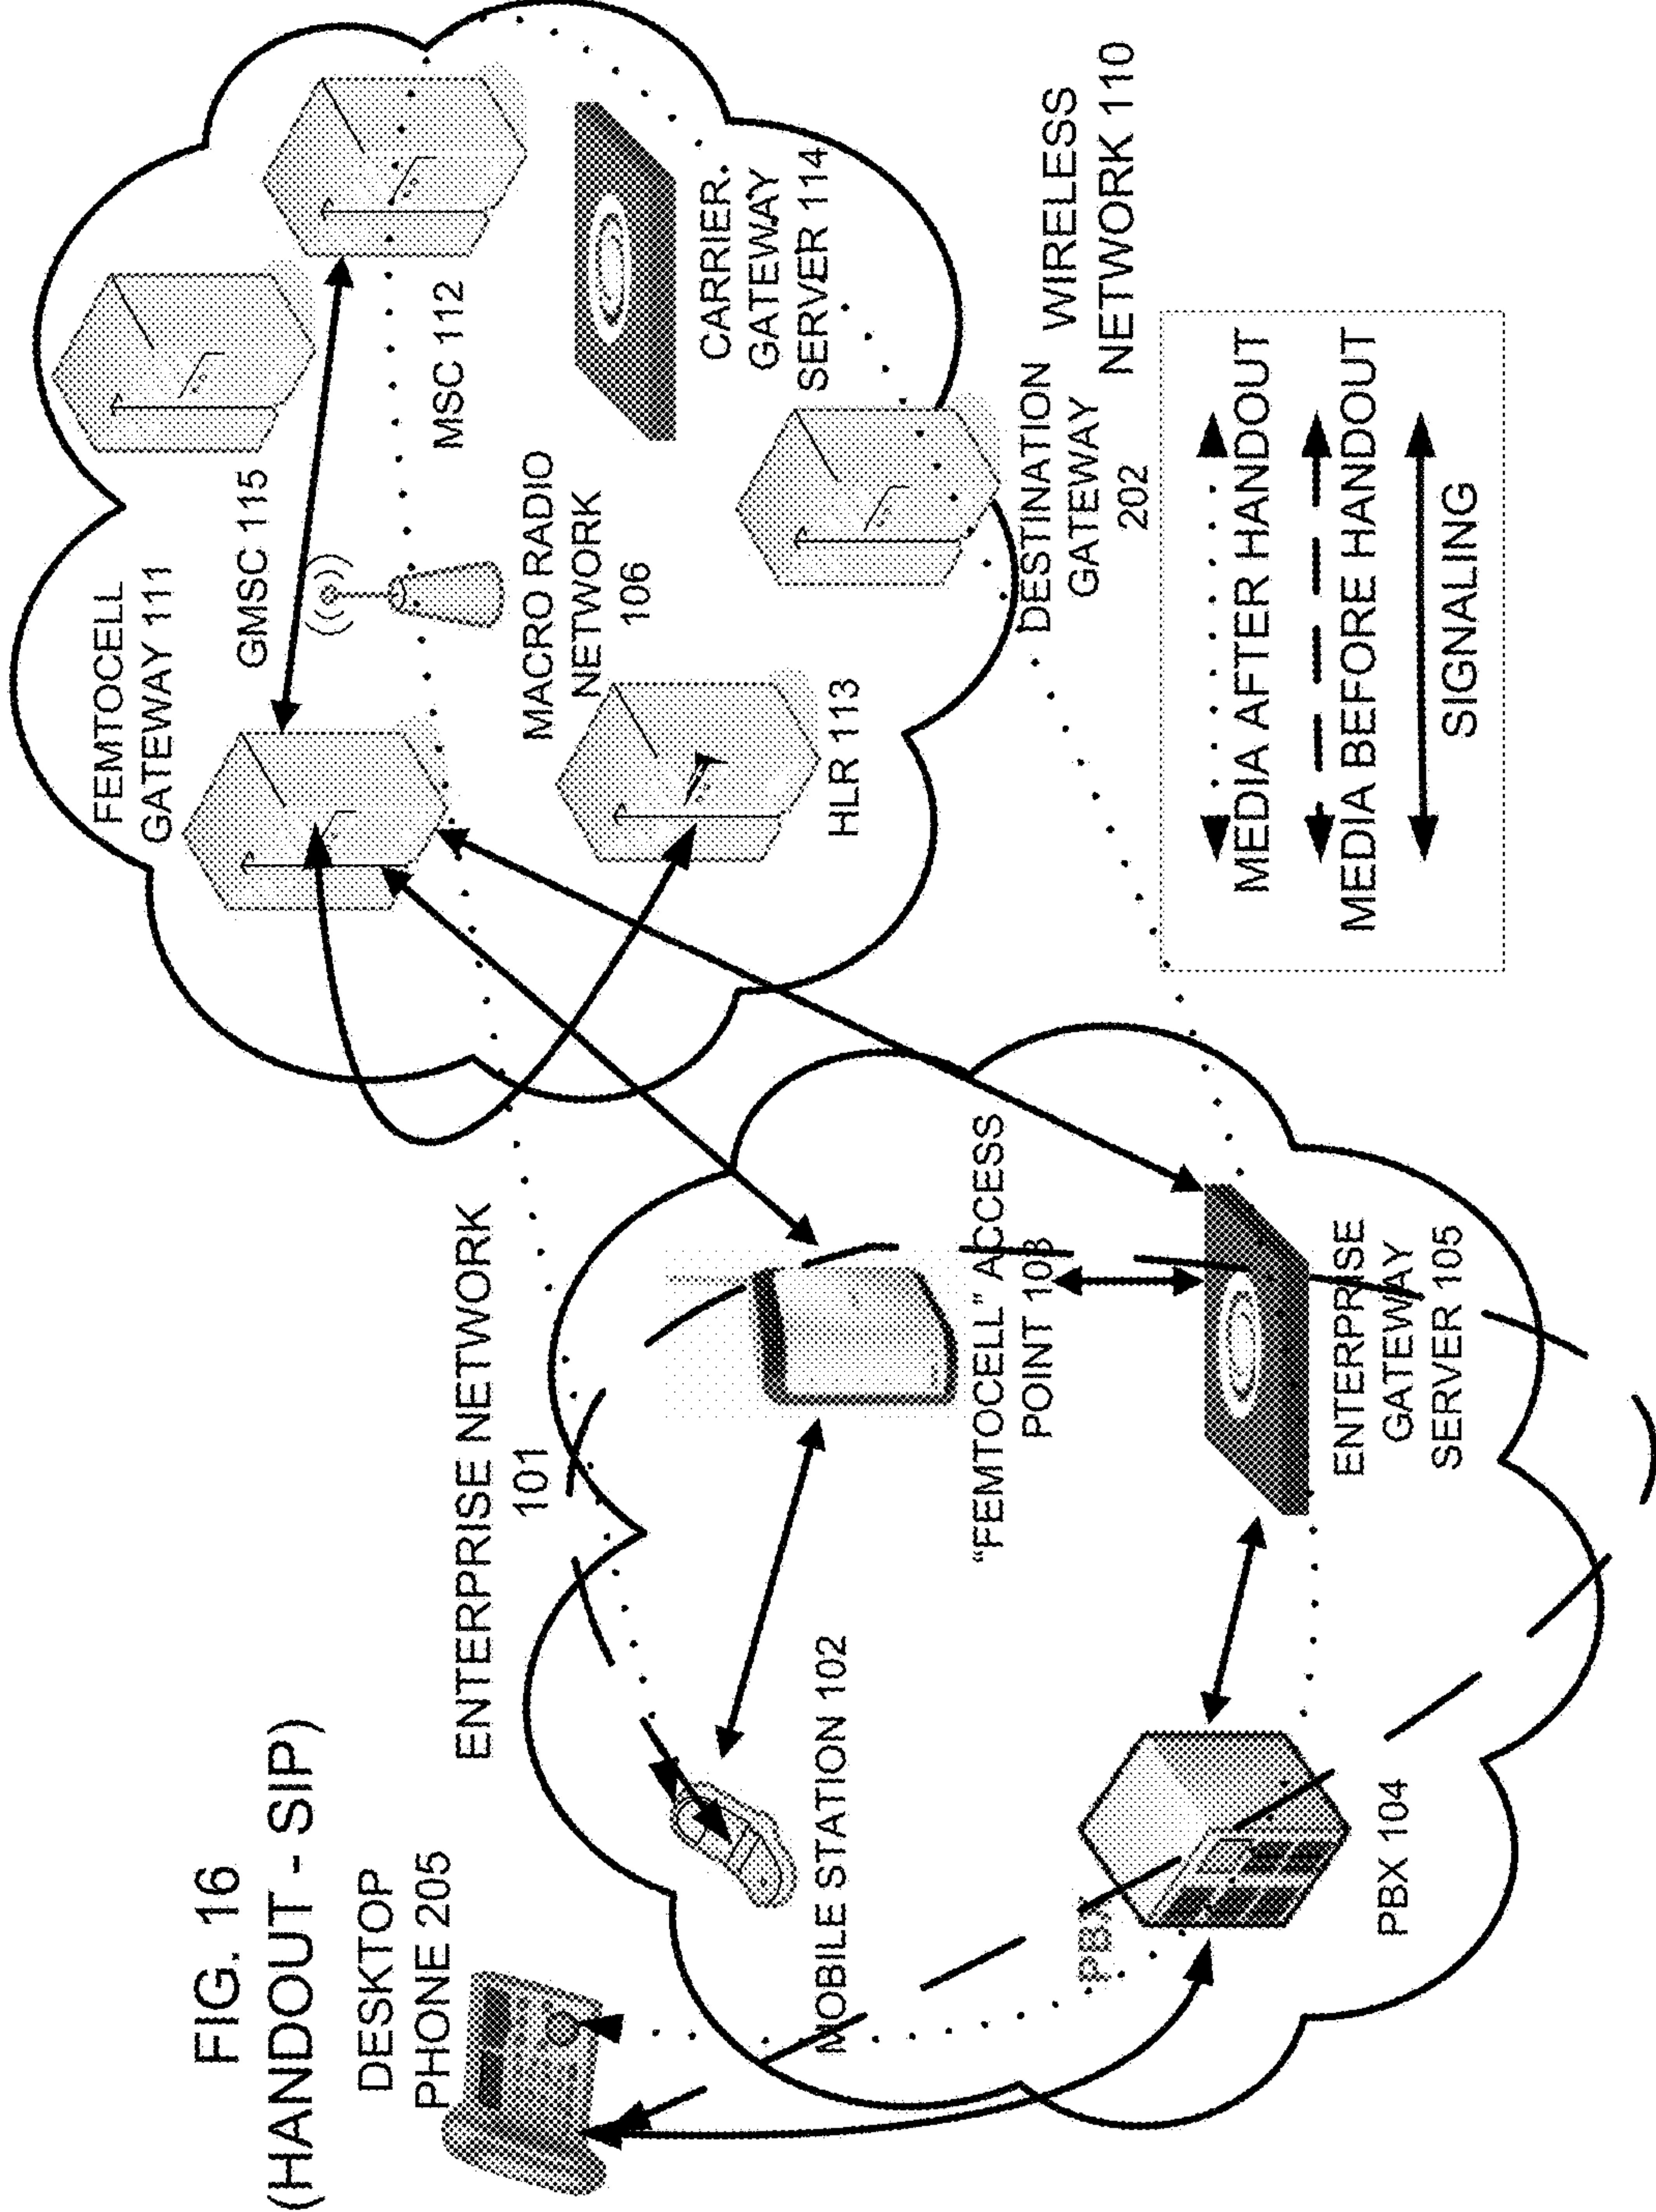 FIG. 16
(HANDOUT - SIP)
DESKTOP
PHONE 205
ENTERPRISE NETWORK
101
MOBILE STATION 102
"FEMTOCELL" ACCESS
POINT 103
PBX
PBX 104
ENTERPRISE
GATEWAY
SERVER 105
FEMTOCELL
GATEWAY 111
GMSC 115
MSC 112
MACRO RADIO
NETWORK
106
HLR 113
CARRIER
GATEWAY
SERVER 114
DESTINATION
GATEWAY
202
WIRELESS
NETWORK 110
MEDIA AFTER HANDOUT
MEDIA BEFORE HANDOUT
SIGNALING